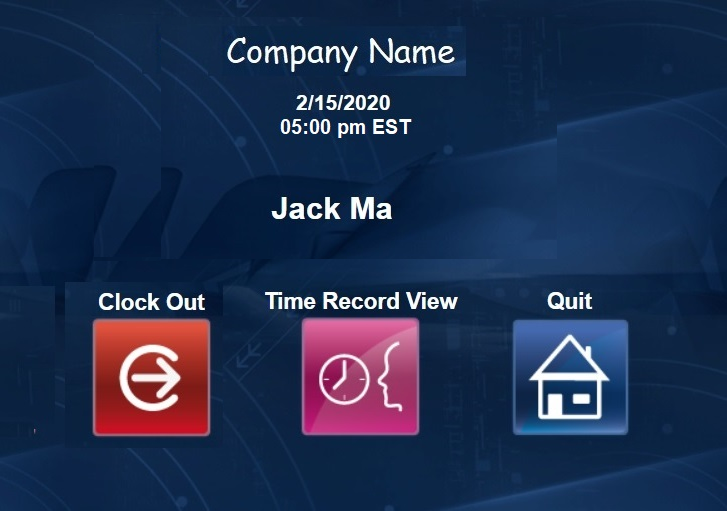 Company Name
2/15/2020
05:00 pm EST
Jack Ma
Clock Out
Time Record View
Quit